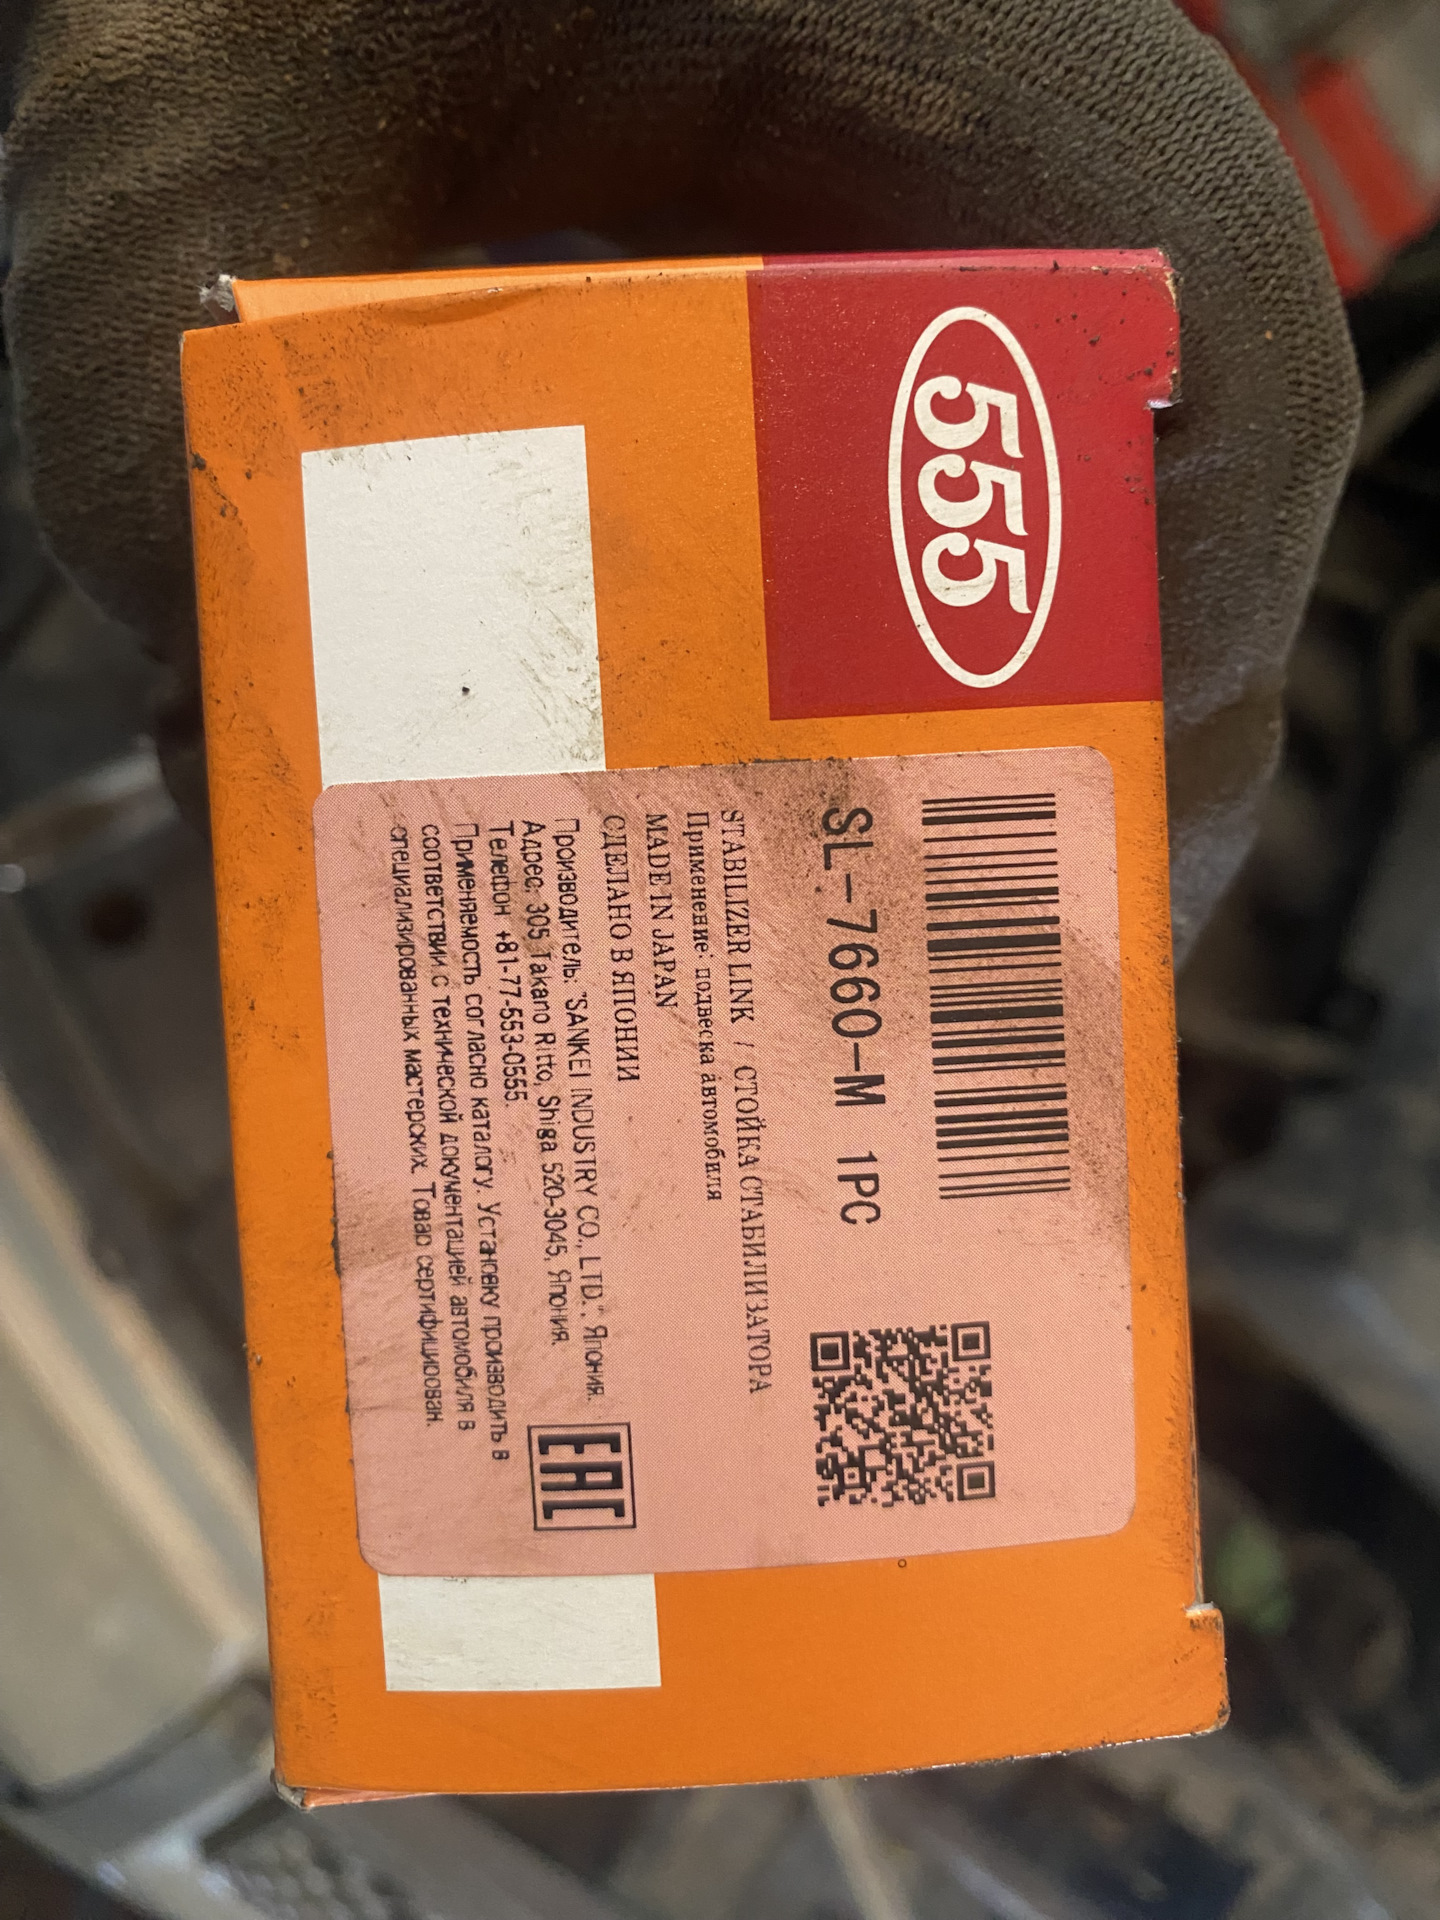 555
SL-7660-M 1PC
STABILIZER LINK / СТОЙКА СТАБИЛИЗАТОРА
Применение: подвеска автомобиля
MADE IN JAPAN
СДЕЛАНО В ЯПОНИИ
Производитель: "SANKEI INDUSTRY CO., LTD.", Япония.
Адрес: 305 Takano Ritto, Shiga 520-3045, Япония.
Телефон +81-77-553-0555.
Применяемость согласно каталогу. Установку производить в
соответствии с технической документацией автомобиля в
специализированных мастерских. Товар сертифицирован.
EAC